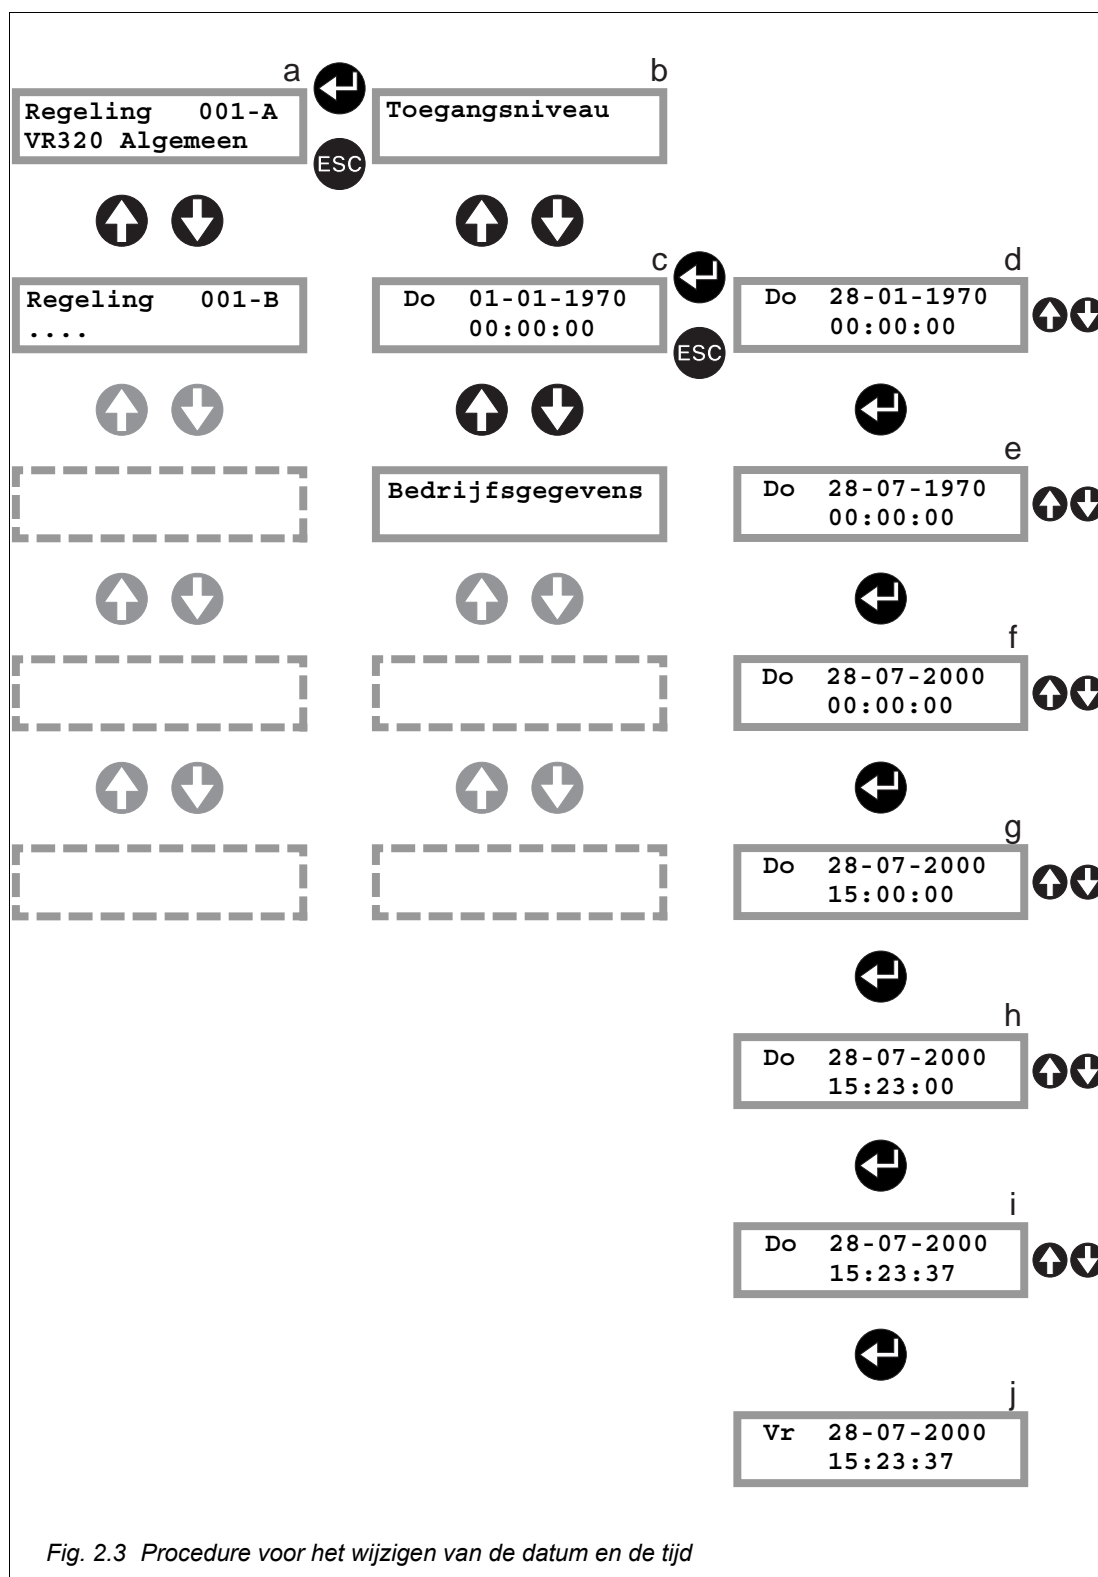 a
b
Regeling 001-A
VR320 Algemeen
ESC
Toegangsniveau
Regeling 001-B
....
c
Do 01-01-1970
00:00:00
ESC
d
Do 28-01-1970
00:00:00
Bedrijfsgegevens
e
Do 28-07-1970
00:00:00
f
Do 28-07-2000
00:00:00
g
Do 28-07-2000
15:00:00
h
Do 28-07-2000
15:23:00
i
Do 28-07-2000
15:23:37
j
Vr 28-07-2000
15:23:37
Fig. 2.3 Procedure voor het wijzigen van de datum en de tijd